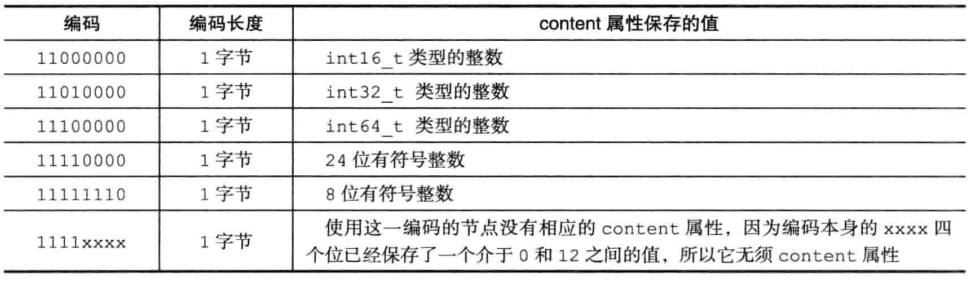 编码 编码长度 content 属性保存的值
11000000 1 字节 int16_t 类型的整数
11010000 1 字节 int32_t 类型的整数
11100000 1 字节 int64_t 类型的整数
11110000 1 字节 24 位有符号整数
11111110 1 字节 8 位有符号整数
1111xxxx 1 字节 使用这一编码的节点没有相应的 content 属性，因为编码本身的 xxxx 四
个位已经保存了一个介于 0 和 12 之间的值，所以它无须 content 属性